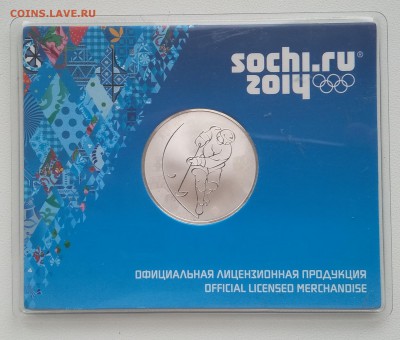 COINS.LAVE.RU
sochi.ru
2014
ОФИЦИАЛЬНАЯ ЛИЦЕНЗИОННАЯ ПРОДУКЦИЯ
OFFICIAL LICENSED MERCHANDISE